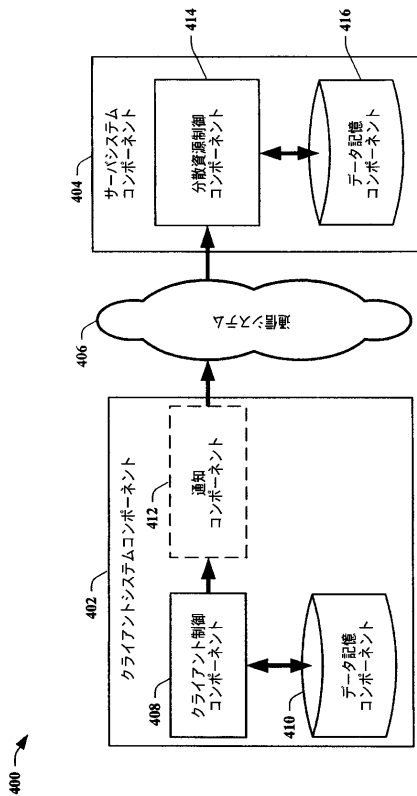 400
402
クライアントシステムコンポーネント
408
クライアント制御
コンポーネント
412
通知
コンポーネント
410
データ記憶
コンポーネント
406
通信システム
404
サーバシステム
コンポーネント
414
分散資源制御
コンポーネント
416
データ記憶
コンポーネント